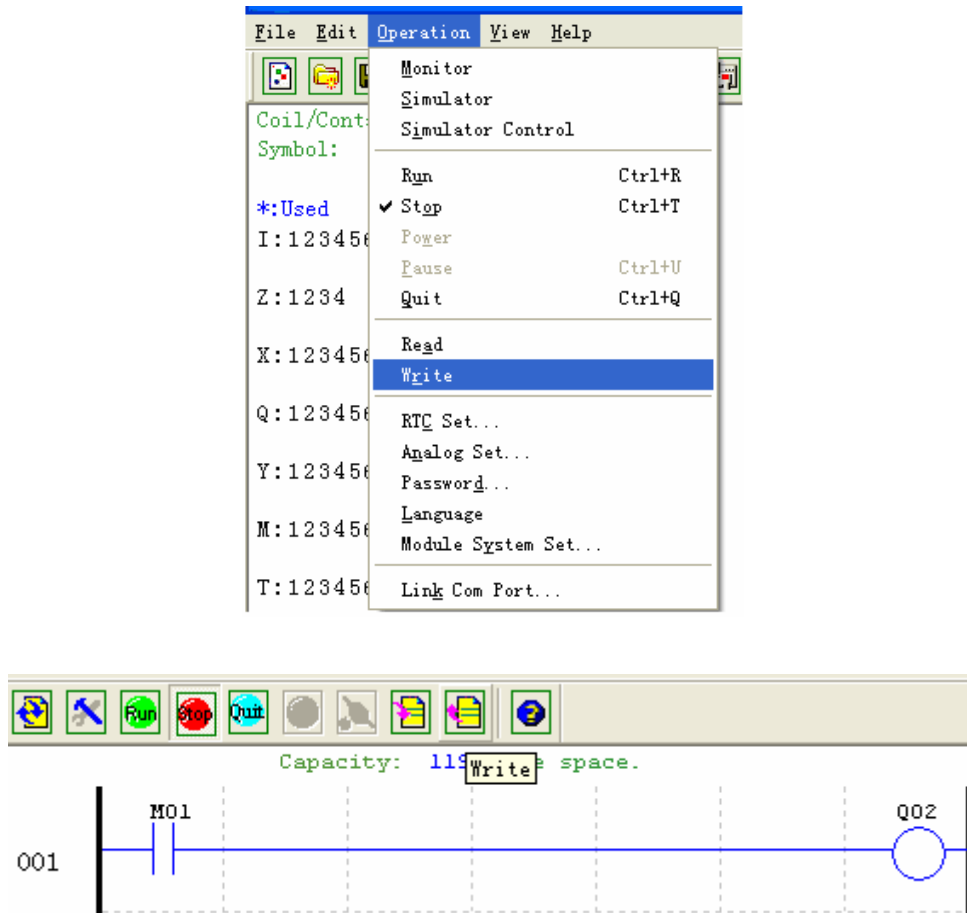 File Edit Operation View Help
Monitor
Simulator
Coil/Cont
Simulator Control
Symbol:
Run Ctrl+R
*:Used
Stop Ctrl+T
I:123456
Power
Pause Ctrl+U
Z:1234
Quit Ctrl+Q
Read
X:123456
Write
Q:123456
RTC Set...
Analog Set...
Y:123456
Password...
Language
M:123456
Module System Set...
T:123456
Link Com Port...
Run Stop Quit
Capacity: space.
Write
M01 Q02
001